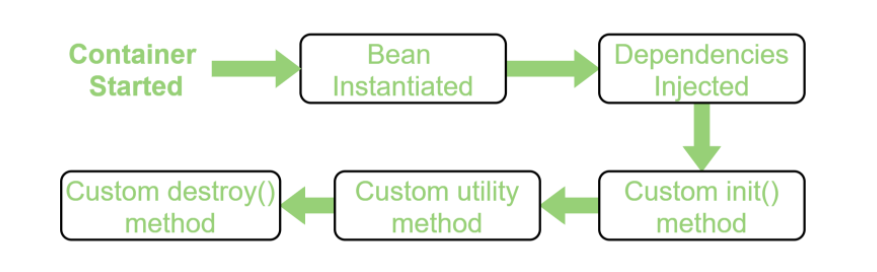 Container
Started
Bean
Instantiated
Dependencies
Injected
Custom init()
method
Custom utility
method
Custom destroy()
method